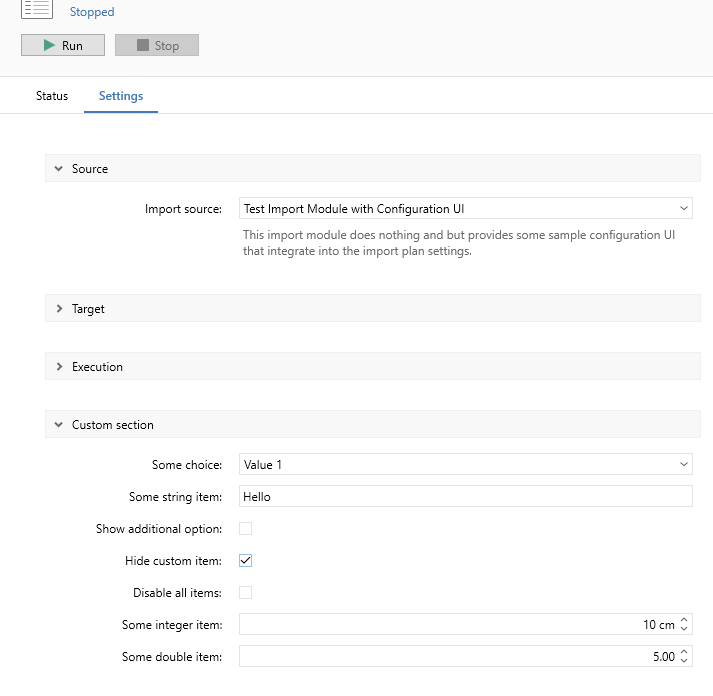 Stopped
Run Stop
Status Settings
Source
Import source: Test Import Module with Configuration UI
This import module does nothing and but provides some sample configuration UI
that integrate into the import plan settings.
Target
Execution
Custom section
Some choice: Value 1
Some string item: Hello
Show additional option:
Hide custom item:
Disable all items:
Some integer item: 10 cm
Some double item: 5.00